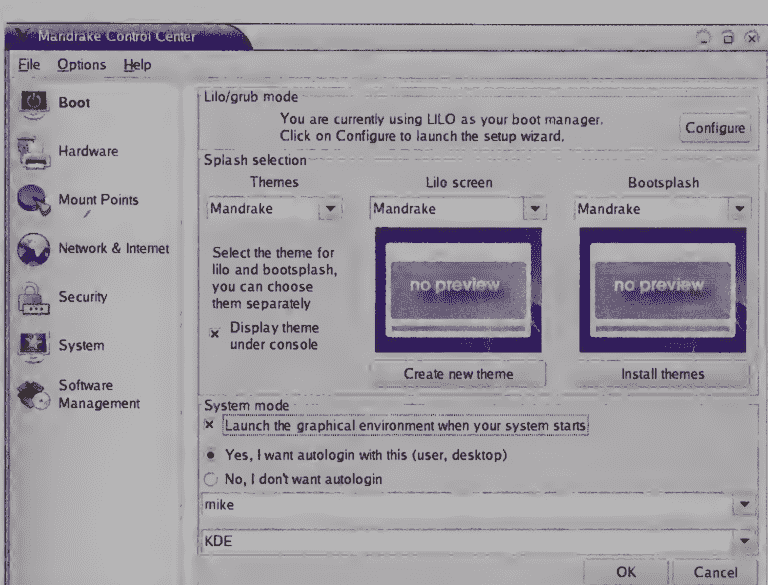 Mandrake Control Center
File Options Help
Boot
Hardware
Mount Points
Network & Internet
Security
System
Software
Management
Lilo/grub mode
You are currently using LILO as your boot manager.
Click on Configure to launch the setup wizard.
Configure
Splash selection
Themes
Mandrake
Select the theme for
lilo and bootsplash,
you can choose
them separately
Display theme
under console
Lilo screen
Mandrake
no preview
Create new theme
Bootsplash
Mandrake
no preview
Install themes
System mode
Launch the graphical environment when your system starts
Yes, I want autologin with this (user, desktop)
No, I don't want autologin
mike
KDE
OK Cancel